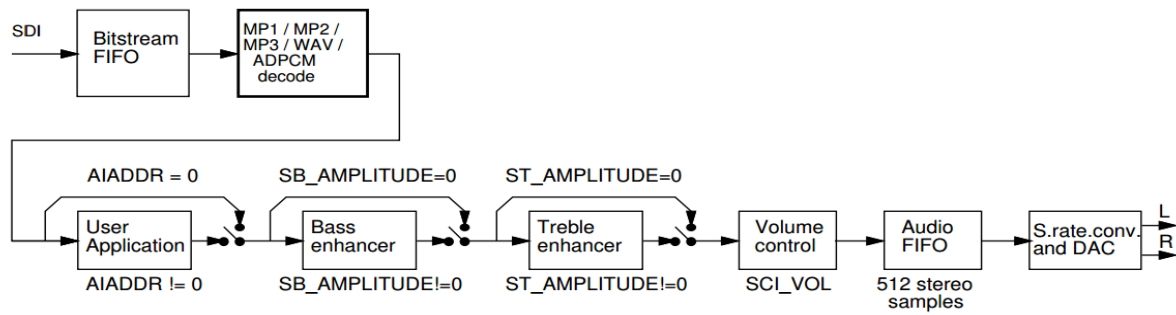 SDI
Bitstream
FIFO
MP1 / MP2 /
MP3 / WAV /
ADPCM
decode
AIADDR = 0
SB_AMPLITUDE=0
ST_AMPLITUDE=0
User
Application
Bass
enhancer
Treble
enhancer
Volume
control
Audio
FIFO
S.rate.conv.
and DAC
L
R
AIADDR != 0
SB_AMPLITUDE!=0
ST_AMPLITUDE!=0
SCI_VOL
512 stereo
samples